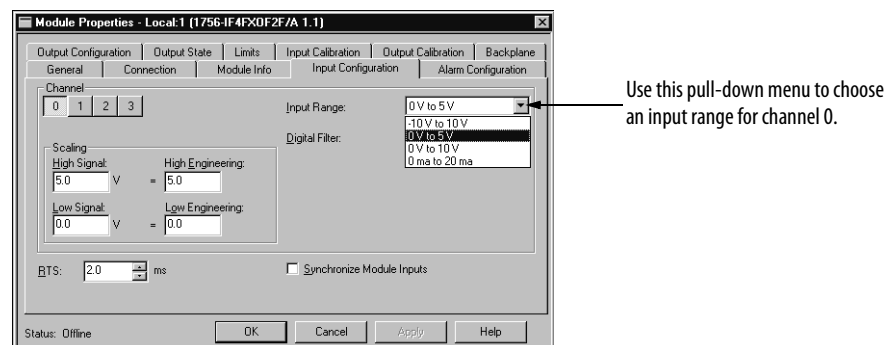 Module Properties - Local:1 (1756-IF4FXOF2F/A 1.1)
Output Configuration Output State Limits Input Calibration Output Calibration Backplane
General Connection Module Info Input Configuration Alarm Configuration
Channel
0 1 2 3
Input Range: 0 V to 5 V
-10 V to 10 V
0 V to 5 V
0 V to 10 V
0 ma to 20 ma
Digital Filter:
Scaling
High Signal: High Engineering:
5.0 V = 5.0
Low Signal: Low Engineering:
0.0 V = 0.0
RTS: 2.0 ms Synchronize Module Inputs
Status: Offline OK Cancel Apply Help
Use this pull-down menu to choose
an input range for channel 0.